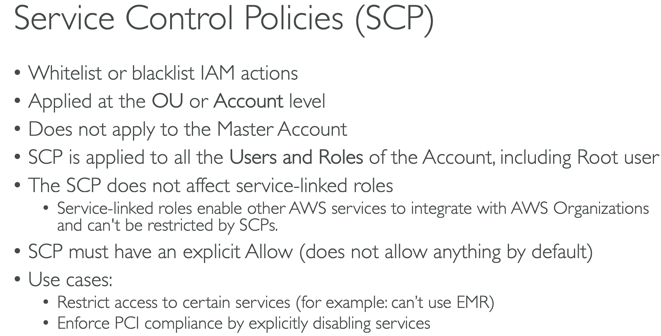 Service Control Policies (SCP)
• Whitelist or blacklist IAM actions
• Applied at the OU or Account level
• Does not apply to the Master Account
• SCP is applied to all the Users and Roles of the Account, including Root user
• The SCP does not affect service-linked roles
• Service-linked roles enable other AWS services to integrate with AWS Organizations
and can't be restricted by SCPs.
• SCP must have an explicit Allow (does not allow anything by default)
• Use cases:
• Restrict access to certain services (for example: can't use EMR)
• Enforce PCI compliance by explicitly disabling services